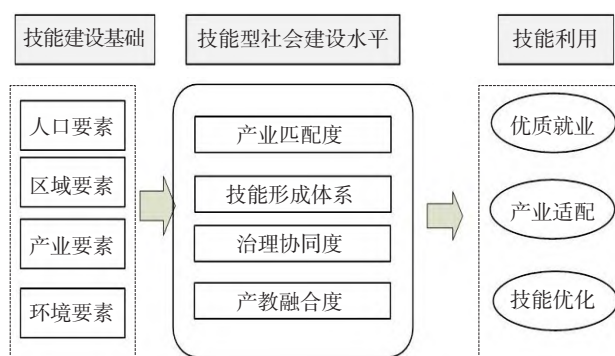 技能建设基础
技能型社会建设水平
技能利用
人口要素
区域要素
产业要素
环境要素
产业匹配度
技能形成体系
治理协同度
产教融合度
优质就业
产业适配
技能优化